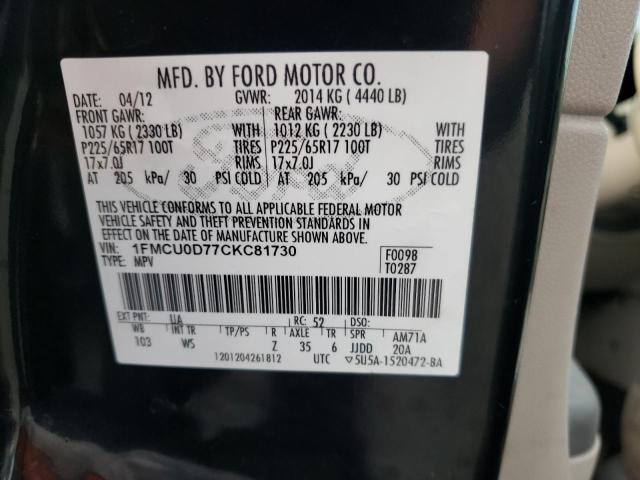 MFD. BY FORD MOTOR CO.
DATE: 04/12 GVWR: 2014 KG ( 4440 LB)
FRONT GAWR: REAR GAWR:
1057 KG ( 2330 LB) WITH 1012 KG ( 2230 LB) WITH
P225/65R17 100T TIRES P225/65R17 100T TIRES
17x7.0J RIMS 17x7.0J RIMS
AT 205 kPa/ 30 PSI COLD AT 205 kPa/ 30 PSI COLD
THIS VEHICLE CONFORMS TO ALL APPLICABLE FEDERAL MOTOR
VEHICLE SAFETY AND THEFT PREVENTION STANDARDS IN
EFFECT ON THE DATE OF MANUFACTURE SHOWN ABOVE.
VIN: 1FMCU0D77CKC81730 F0098
TYPE: MPV T0287
EXT PNT: UA RC: 52 DSO:
WB INT TR TP/PS R AXLE TR SPR AM71A
103 WS Z 35 6 JJDD 20A
1201204261812 UTC ▽5U5A-1520472-BA